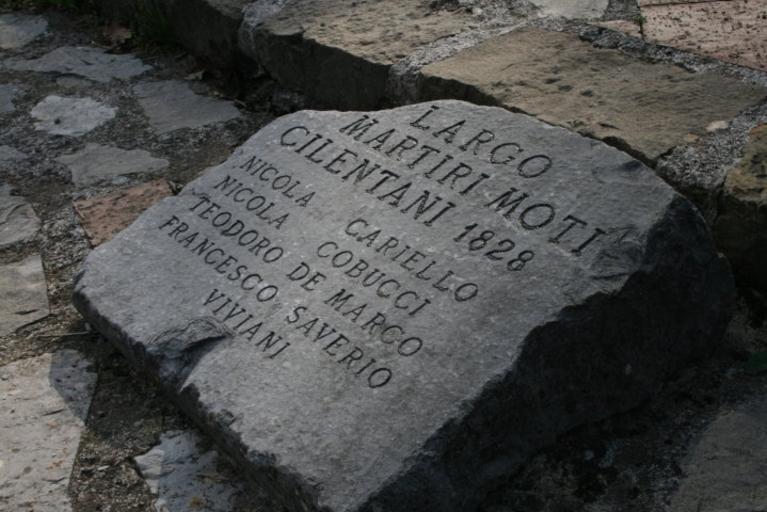 LARGO
MARTIRI MOTI
CILENTANI 1828
NICOLA CARIELLO
NICOLA COBUCCI
TEODORO DE MARCO
FRANCESCO SAVERIO
VIVIANI